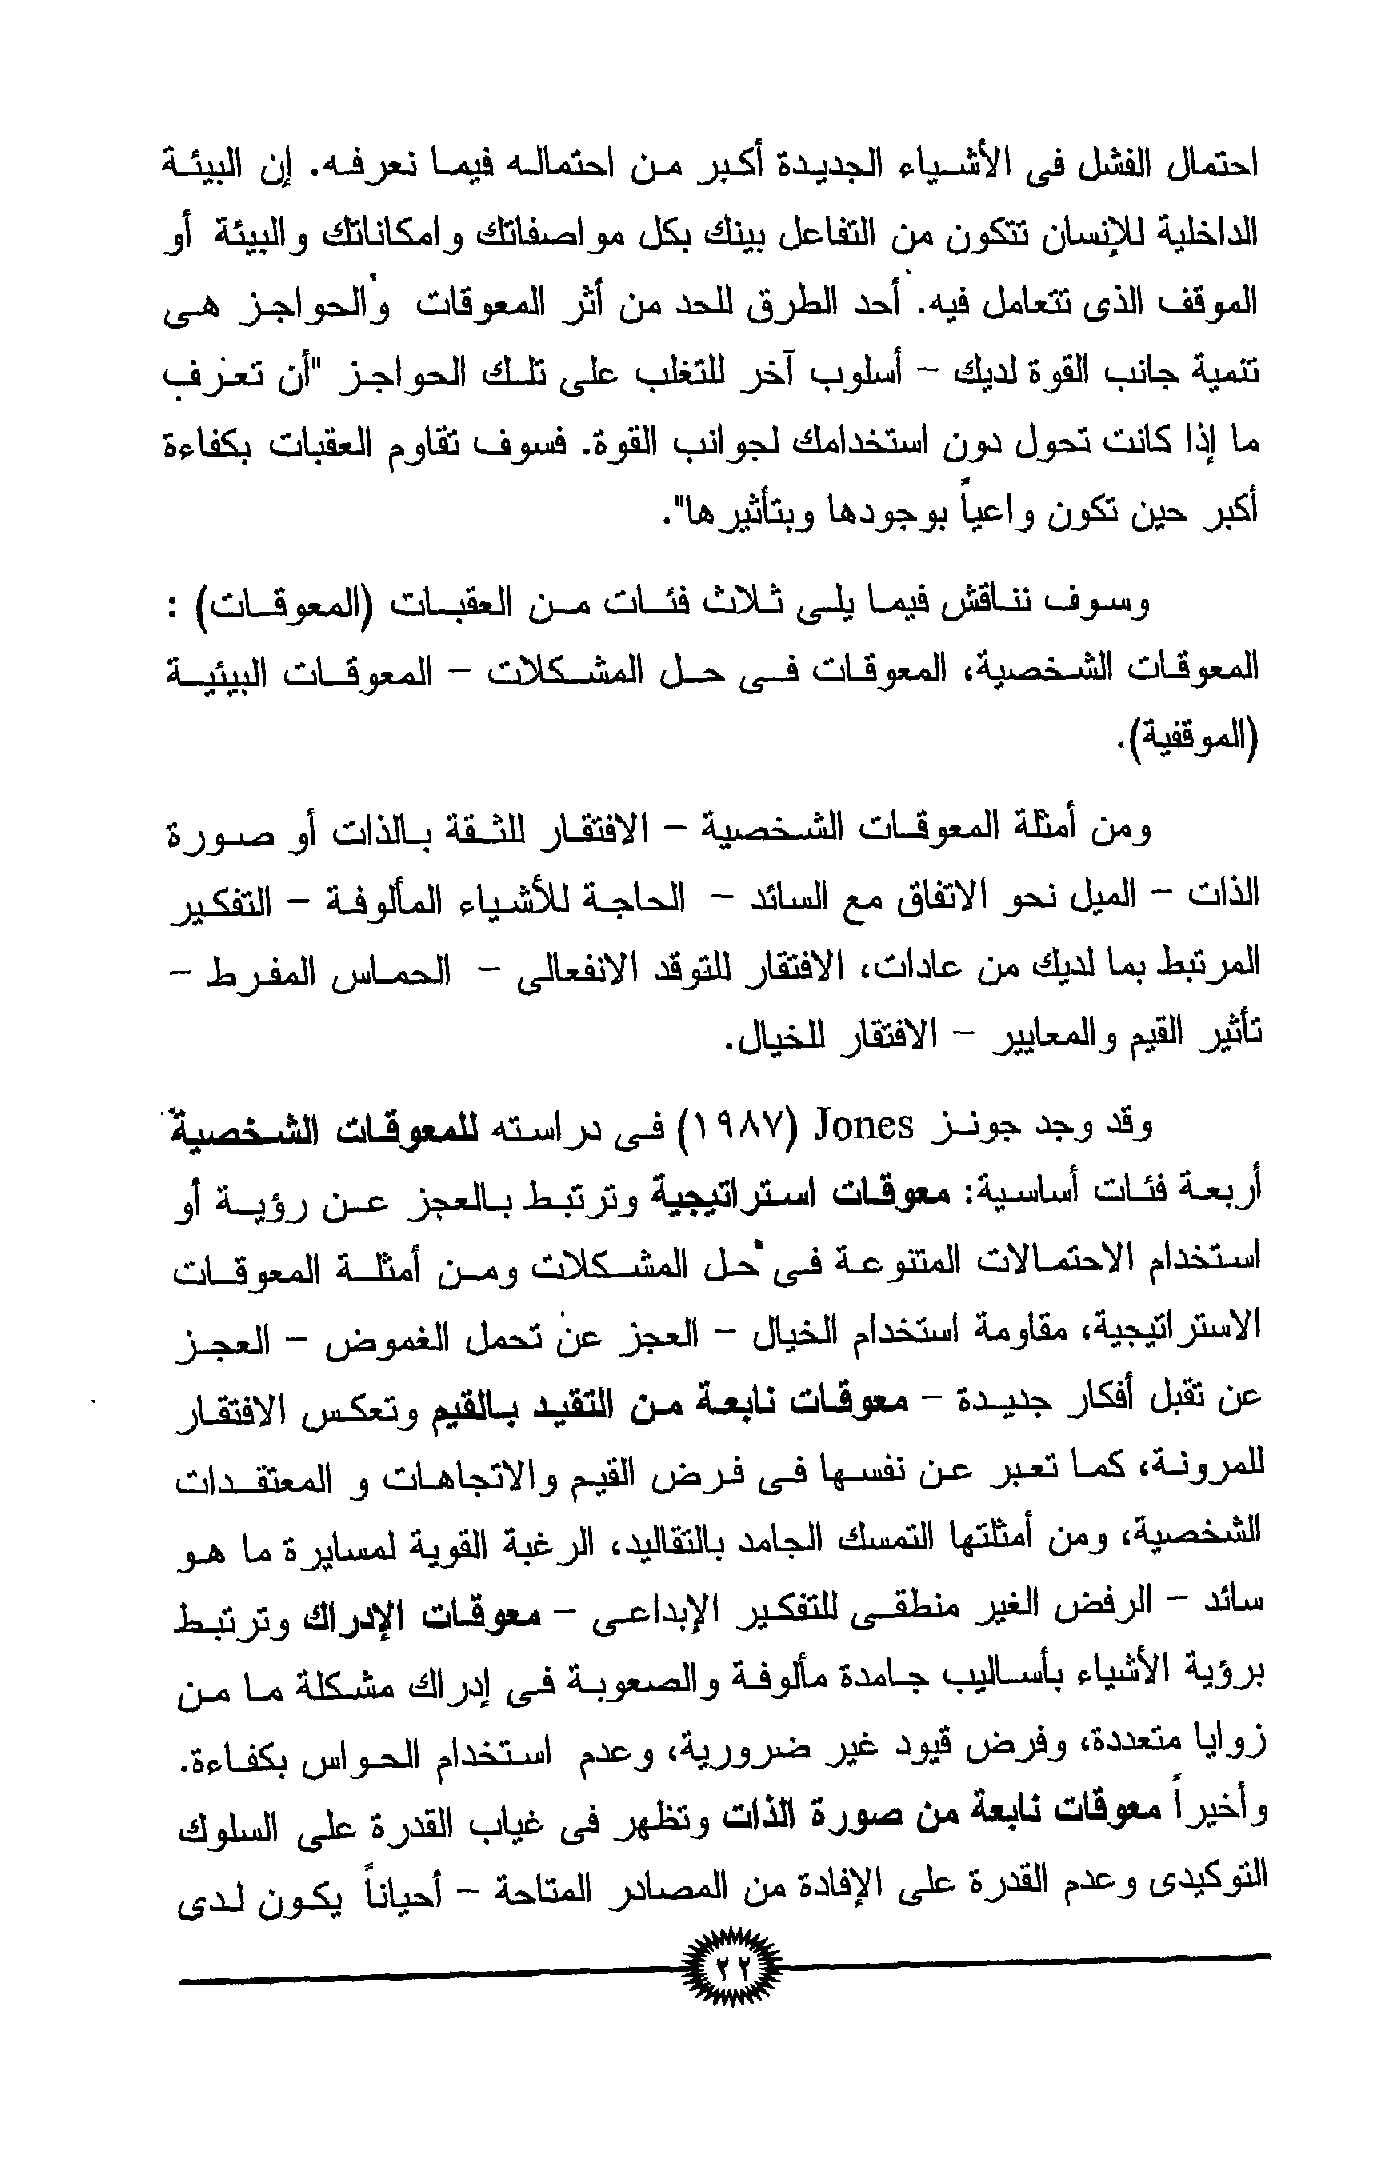 احتمال الفشل فى الأشياء الجديدة أكبر من احتماله فيما نعرفه. إن البيئة
الداخلية للإنسان تتكون من التفاعل بينك بكل مواصفاتك وامكاناتك والبيئة أو
الموقف الذى تتعامل فيه. أحد الطرق للحد من أثر المعوقات والحواجز هى
تنمية جانب القوة لديك - أسلوب آخر للتغلب على تلك الحواجز "أن تعزف
ما إذا كانت تحول دون استخدامك لجوانب القوة. فسوف تقاوم العقبات بكفاءة
أكبر حين تكون واعياً بوجودها وبتأثيرها".
وسوف نناقش فيما يلى ثلاث فئات من العقبات (المعوقات) :
المعوقات الشخصية، المعوقات فى حل المشكلات - المعوقات البيئية
(الموقفية).
ومن أمثلة المعوقات الشخصية - الافتقار للثقة بالذات أو صورة
الذات - الميل نحو الاتفاق مع السائد - الحاجة للأشياء المألوفة - التفكير
المرتبط بما لديك من عادات، الافتقار للتوقد الانفعالى - الحماس المفرط -
تأثير القيم والمعايير - الافتقار للخيال.
وقد وجد جونز Jones (١٩٨٧) فى دراسته للمعوقات الشخصية
أربعة فئات أساسية: معوقات استراتيجية وترتبط بالعجز عن رؤية أو
استخدام الاحتمالات المتنوعة فى حل المشكلات ومن أمثلة المعوقات
الاستراتيجية، مقاومة استخدام الخيال - العجز عن تحمل الغموض - العجز
عن تقبل أفكار جديدة - معوقات نابعة من التقيد بالقيم وتعكس الافتقار
للمرونة، كما تعبر عن نفسها فى فرض القيم والاتجاهات و المعتقدات
الشخصية، ومن أمثلتها التمسك الجامد بالتقاليد، الرغبة القوية لمسايرة ما هو
سائد - الرفض الغير منطقى للتفكير الإبداعى - معوقات الإدراك وترتبط
برؤية الأشياء بأساليب جامدة مألوفة والصعوبة فى إدراك مشكلة ما من
زوايا متعددة، وفرض قيود غير ضرورية، وعدم استخدام الحواس بكفاءة.
وأخيراً معوقات نابعة من صورة الذات وتظهر فى غياب القدرة على السلوك
التوكيدى وعدم القدرة على الإفادة من المصادر المتاحة - أحياناً يكون لدى
٢٢